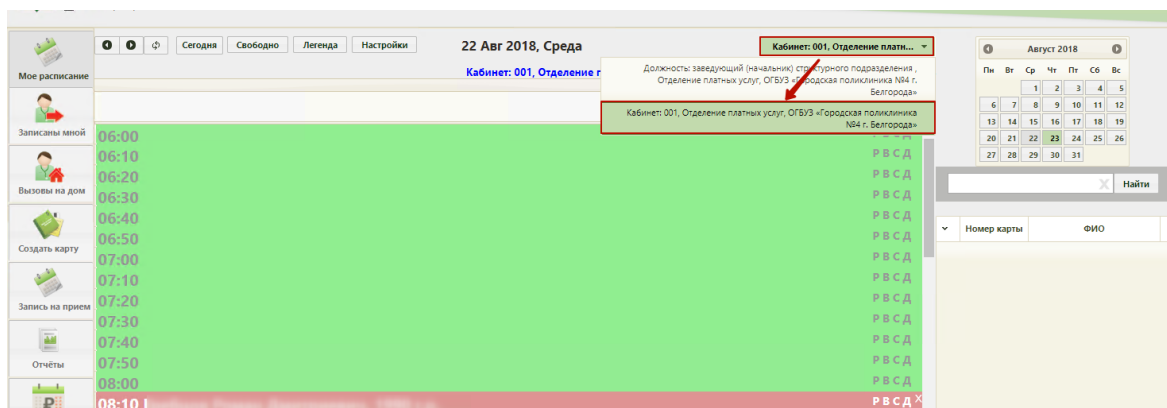 Мое расписание
Записаны мной
Вызовы на дом
Создать карту
Запись на прием
Отчёты
Сегодня Свободно Легенда Настройки
22 Авг 2018, Среда
Кабинет: 001, Отделение платн...
Кабинет: 001, Отделение
Должность: заведующий (начальник) структурного подразделения ,
Отделение платных услуг, ОГБУЗ «Городская поликлиника №4 г.
Белгорода»
Кабинет: 001, Отделение платных услуг, ОГБУЗ «Городская поликлиника
№4 г. Белгорода»
06:00
06:10 Р В С Д
06:20 Р В С Д
06:30 Р В С Д
06:40 Р В С Д
06:50 Р В С Д
07:00 Р В С Д
07:10 Р В С Д
07:20 Р В С Д
07:30 Р В С Д
07:40 Р В С Д
07:50 Р В С Д
08:00 Р В С Д
08:10 Р В С Д X
Август 2018
Пн Вт Ср Чт Пт Сб Вс
1 2 3 4 5
6 7 8 9 10 11 12
13 14 15 16 17 18 19
20 21 22 23 24 25 26
27 28 29 30 31
X Найти
Номер карты ФИО